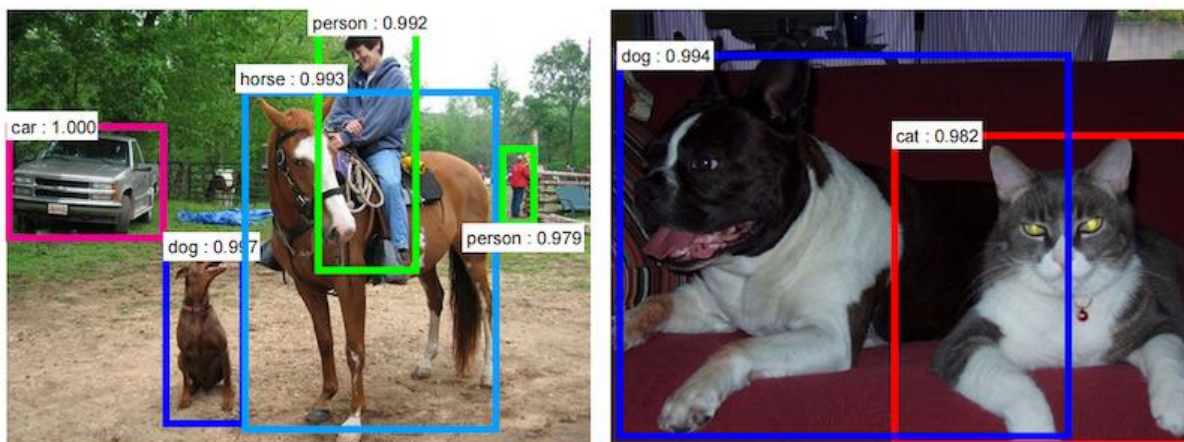 person : 0.992
horse : 0.993
car : 1.000
dog : 0.997
person : 0.979
dog : 0.994
cat : 0.982